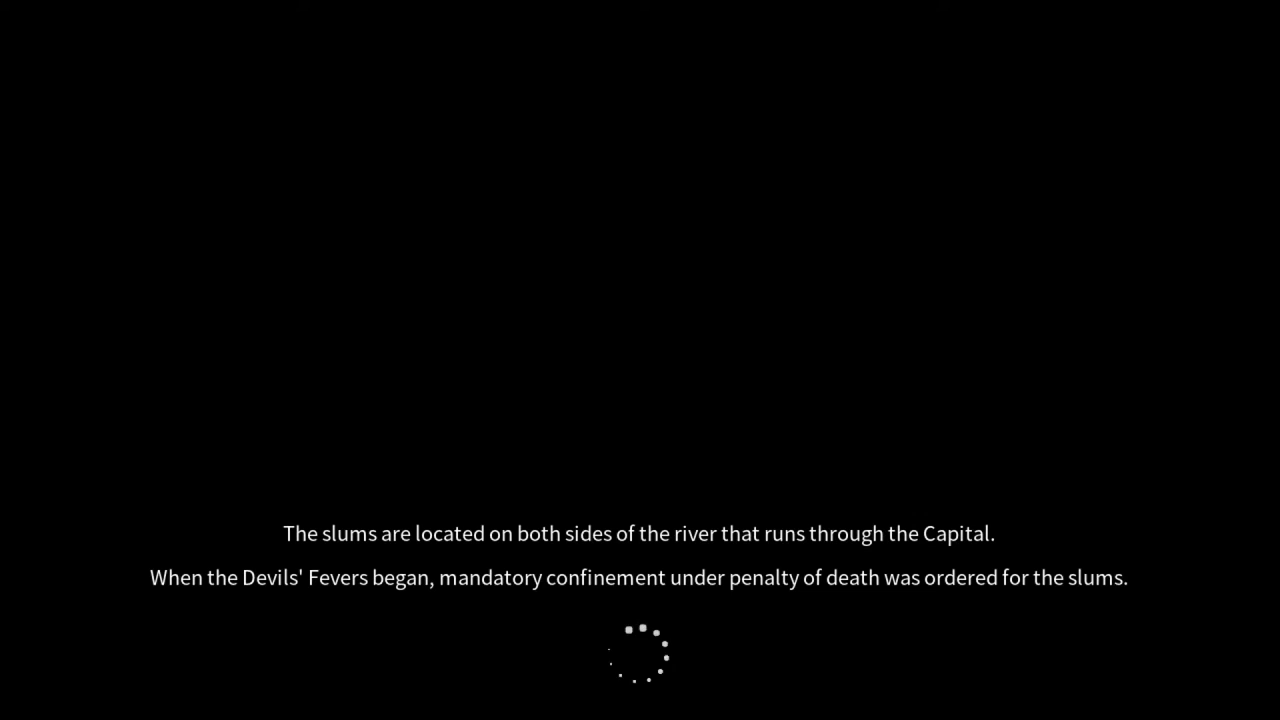 The slums are located on both sides of the river that runs through the Capital.
When the Devils' Fevers began, mandatory confinement under penalty of death was ordered for the slums.